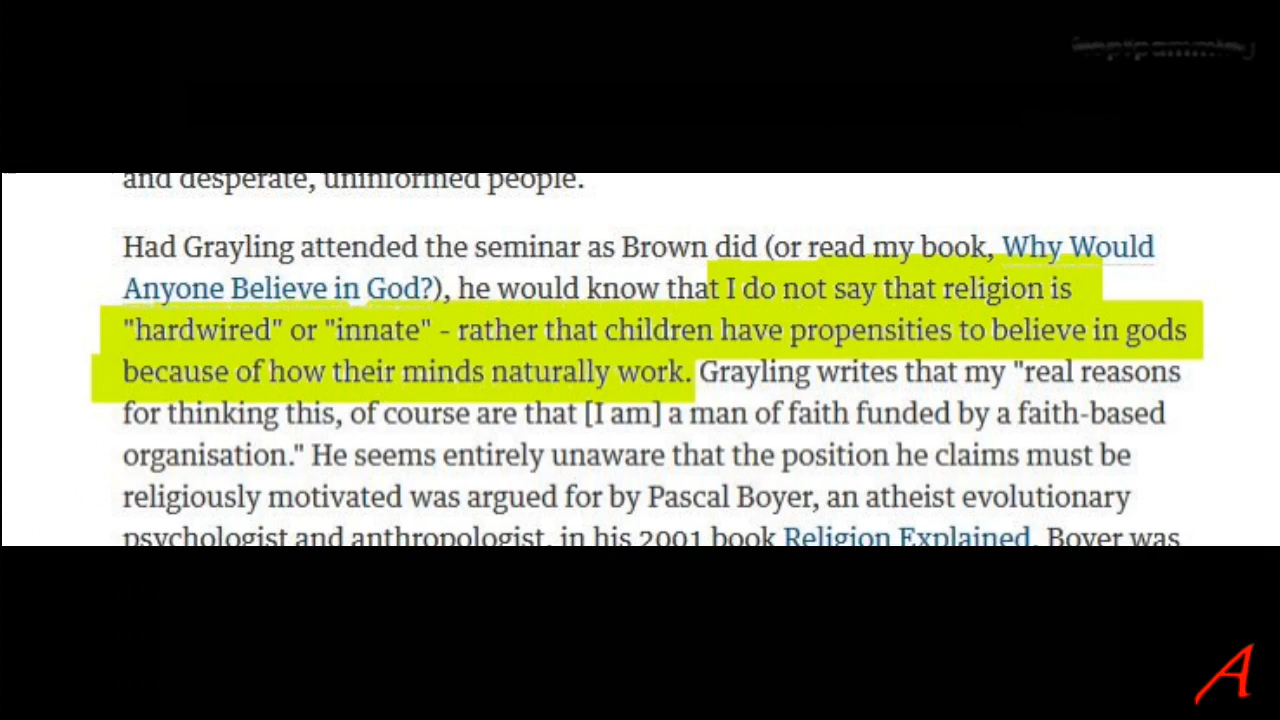 and desperate, uninformed people.
Had Grayling attended the seminar as Brown did (or read my book, Why Would
Anyone Believe in God?), he would know that I do not say that religion is
"hardwired" or "innate" - rather that children have propensities to believe in gods
because of how their minds naturally work. Grayling writes that my "real reasons
for thinking this, of course are that [I am] a man of faith funded by a faith-based
organisation." He seems entirely unaware that the position he claims must be
religiously motivated was argued for by Pascal Boyer, an atheist evolutionary
psychologist and anthropologist, in his 2001 book Religion Explained. Boyer was
A